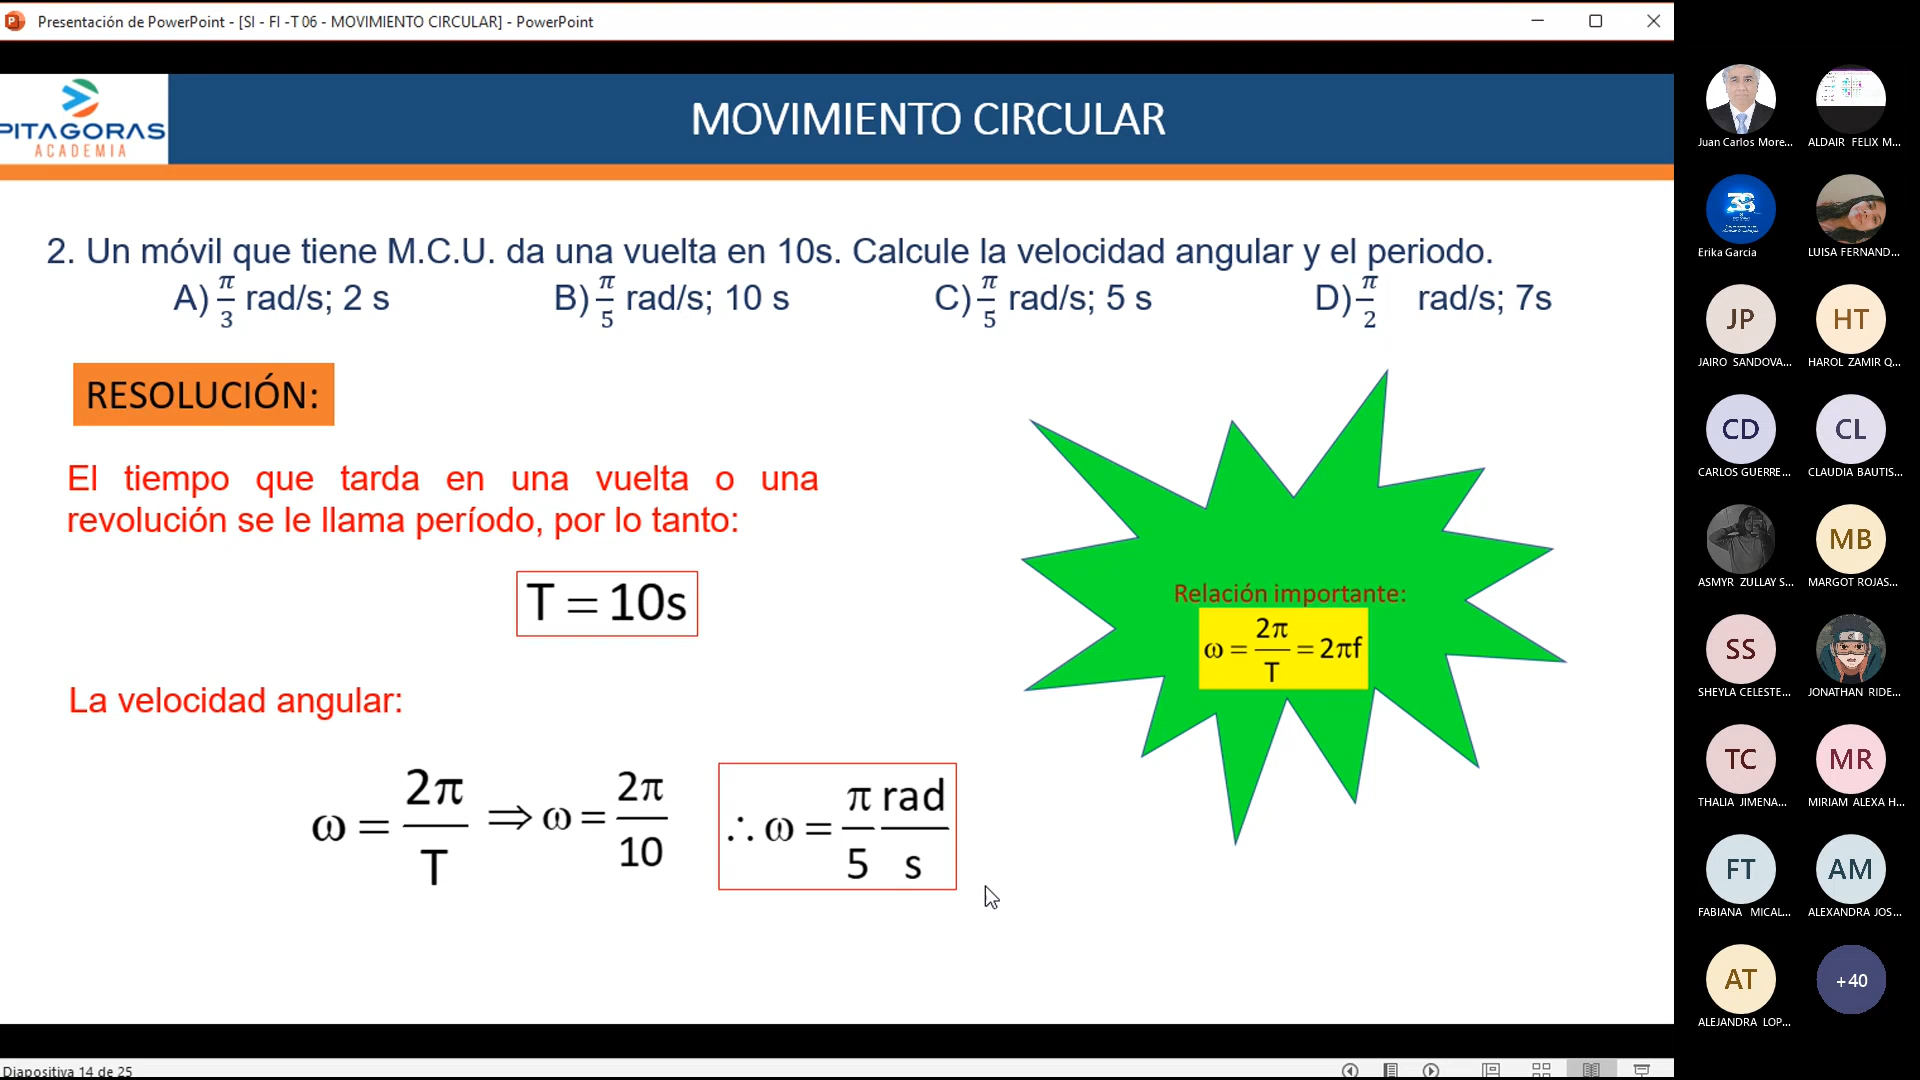 Presentación de PowerPoint - [SI - FI -T 06 - MOVIMIENTO CIRCULAR] - PowerPoint
PITAGORAS
ACADEMIA
MOVIMIENTO CIRCULAR
2. Un móvil que tiene M.C.U. da una vuelta en 10s. Calcule la velocidad angular y el periodo.
A) π/3 rad/s; 2 s B) π/5 rad/s; 10 s C) π/5 rad/s; 5 s D) π/2 rad/s; 7s
RESOLUCIÓN:
El tiempo que tarda en una vuelta o una
revolución se le llama período, por lo tanto:
T = 10s
La velocidad angular:
ω = 2π/T ⇒ ω = 2π/10 ∴ ω = π/5 rad/s
Relación importante:
ω = 2π/T = 2πf
Juan Carlos More... ALDAIR FELIX M...
38
Erika Garcia LUISA FERNAND...
JP HT
JAIRO SANDOVA... HAROL ZAMIR Q...
CD CL
CARLOS GUERRE... CLAUDIA BAUTIS...
MB
ASMYR ZULLAY S... MARGOT ROJAS...
SS
SHEYLA CELESTE... JONATHAN RIDE...
TC MR
THALIA JIMENA... MIRIAM ALEXA H...
FT AM
FABIANA MICAL... ALEXANDRA JOS...
AT +40
ALEJANDRA LOP...
Diapositiva 14 de 25